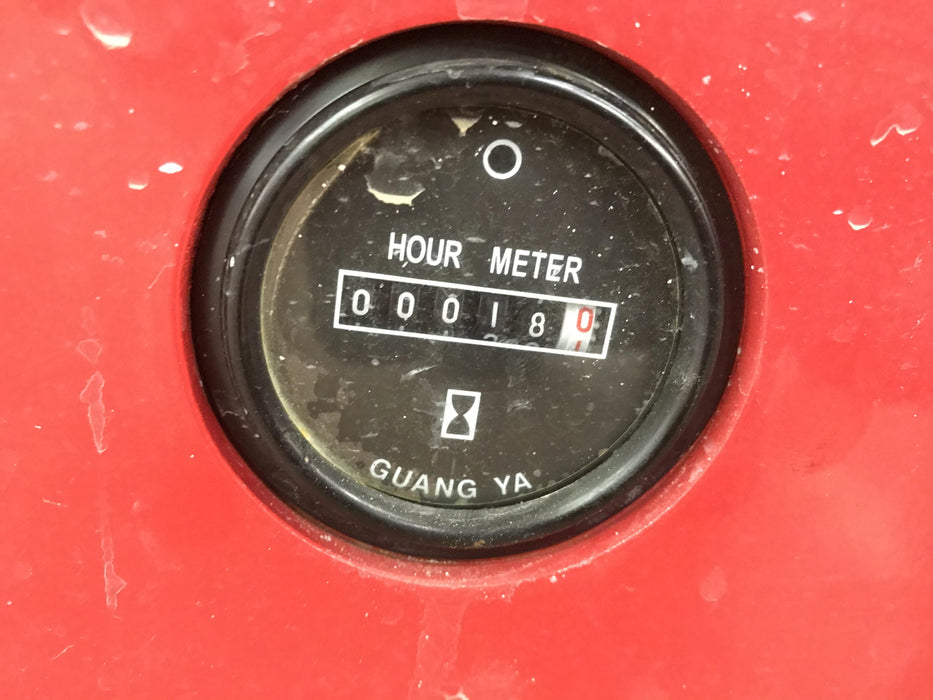 HOUR METER
000180
GUANG YA